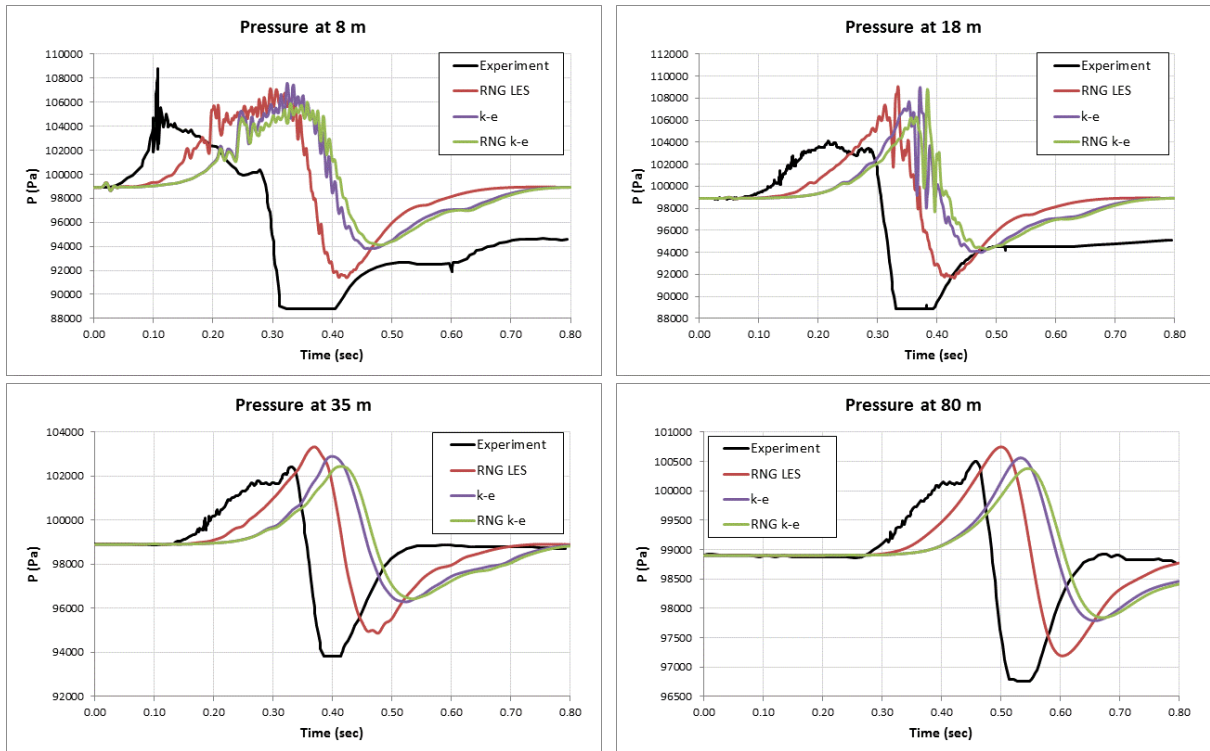 Pressure at 8 m
P (Pa)
110000
108000
106000
104000
102000
100000
98000
96000
94000
92000
90000
88000
0.00 0.10 0.20 0.30 0.40 0.50 0.60 0.70 0.80
Time (sec)
Experiment
RNG LES
k-e
RNG k-e
Pressure at 18 m
P (Pa)
112000
110000
108000
106000
104000
102000
100000
98000
96000
94000
92000
90000
88000
0.00 0.10 0.20 0.30 0.40 0.50 0.60 0.70 0.80
Time (sec)
Experiment
RNG LES
k-e
RNG k-e
Pressure at 35 m
P (Pa)
104000
102000
100000
98000
96000
94000
92000
0.00 0.10 0.20 0.30 0.40 0.50 0.60 0.70 0.80
Time (sec)
Experiment
RNG LES
k-e
RNG k-e
Pressure at 80 m
P (Pa)
101000
100500
100000
99500
99000
98500
98000
97500
97000
96500
0.00 0.10 0.20 0.30 0.40 0.50 0.60 0.70 0.80
Time (sec)
Experiment
RNG LES
k-e
RNG k-e